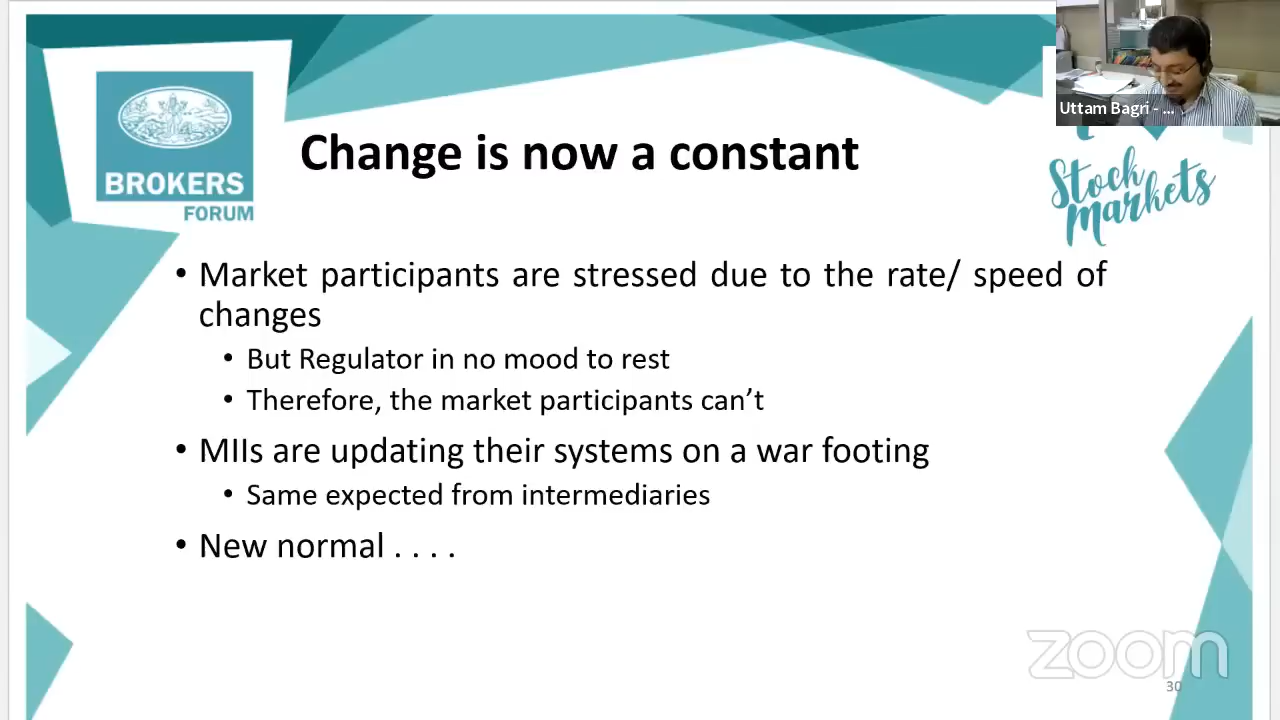 Uttam Bagri - ...
BROKERS
FORUM
Change is now a constant
Stock
markets
• Market participants are stressed due to the rate/ speed of
changes
• But Regulator in no mood to rest
• Therefore, the market participants can’t
• MIIs are updating their systems on a war footing
• Same expected from intermediaries
• New normal . . . .
zoom
30